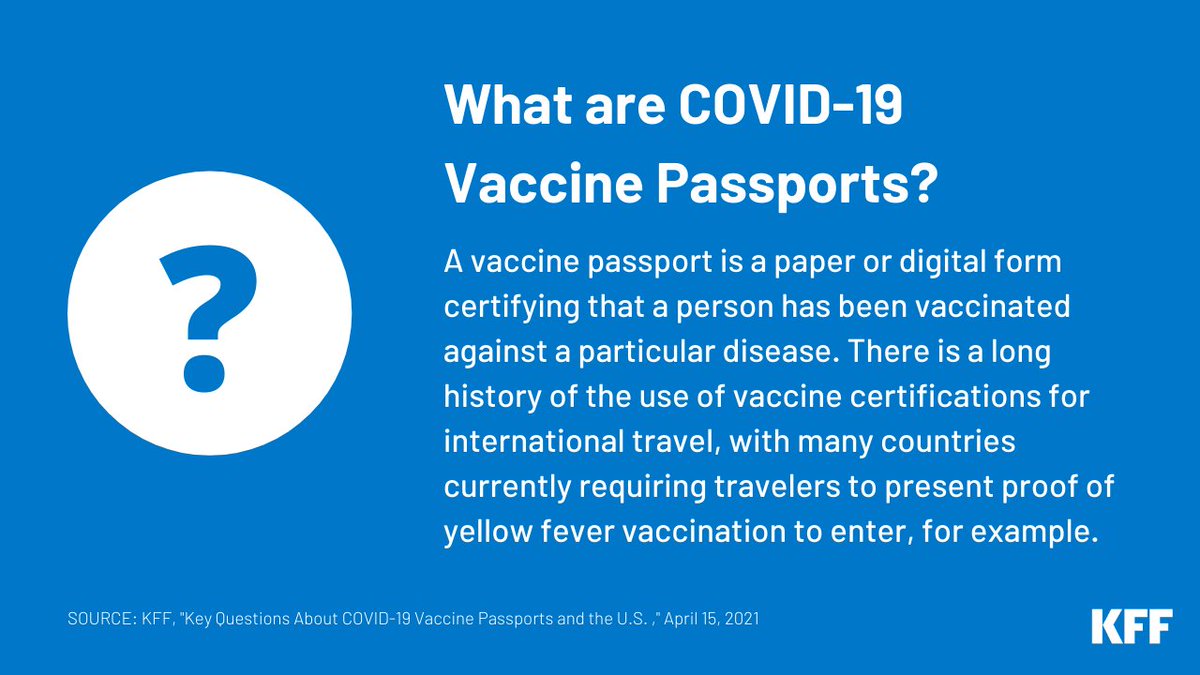 What are COVID-19
Vaccine Passports?
?
A vaccine passport is a paper or digital form
certifying that a person has been vaccinated
against a particular disease. There is a long
history of the use of vaccine certifications for
international travel, with many countries
currently requiring travelers to present proof of
yellow fever vaccination to enter, for example.
SOURCE: KFF, "Key Questions About COVID-19 Vaccine Passports and the U.S. ," April 15, 2021
KFF